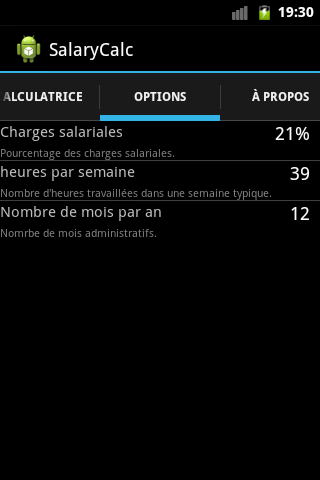 19:30
SalaryCalc
ALCULATRICE OPTIONS À PROPOS
Charges salariales 21%
Pourcentage des charges salariales.
heures par semaine 39
Nombre d'heures travaillées dans une semaine typique.
Nombre de mois par an 12
Nomrbe de mois administratifs.